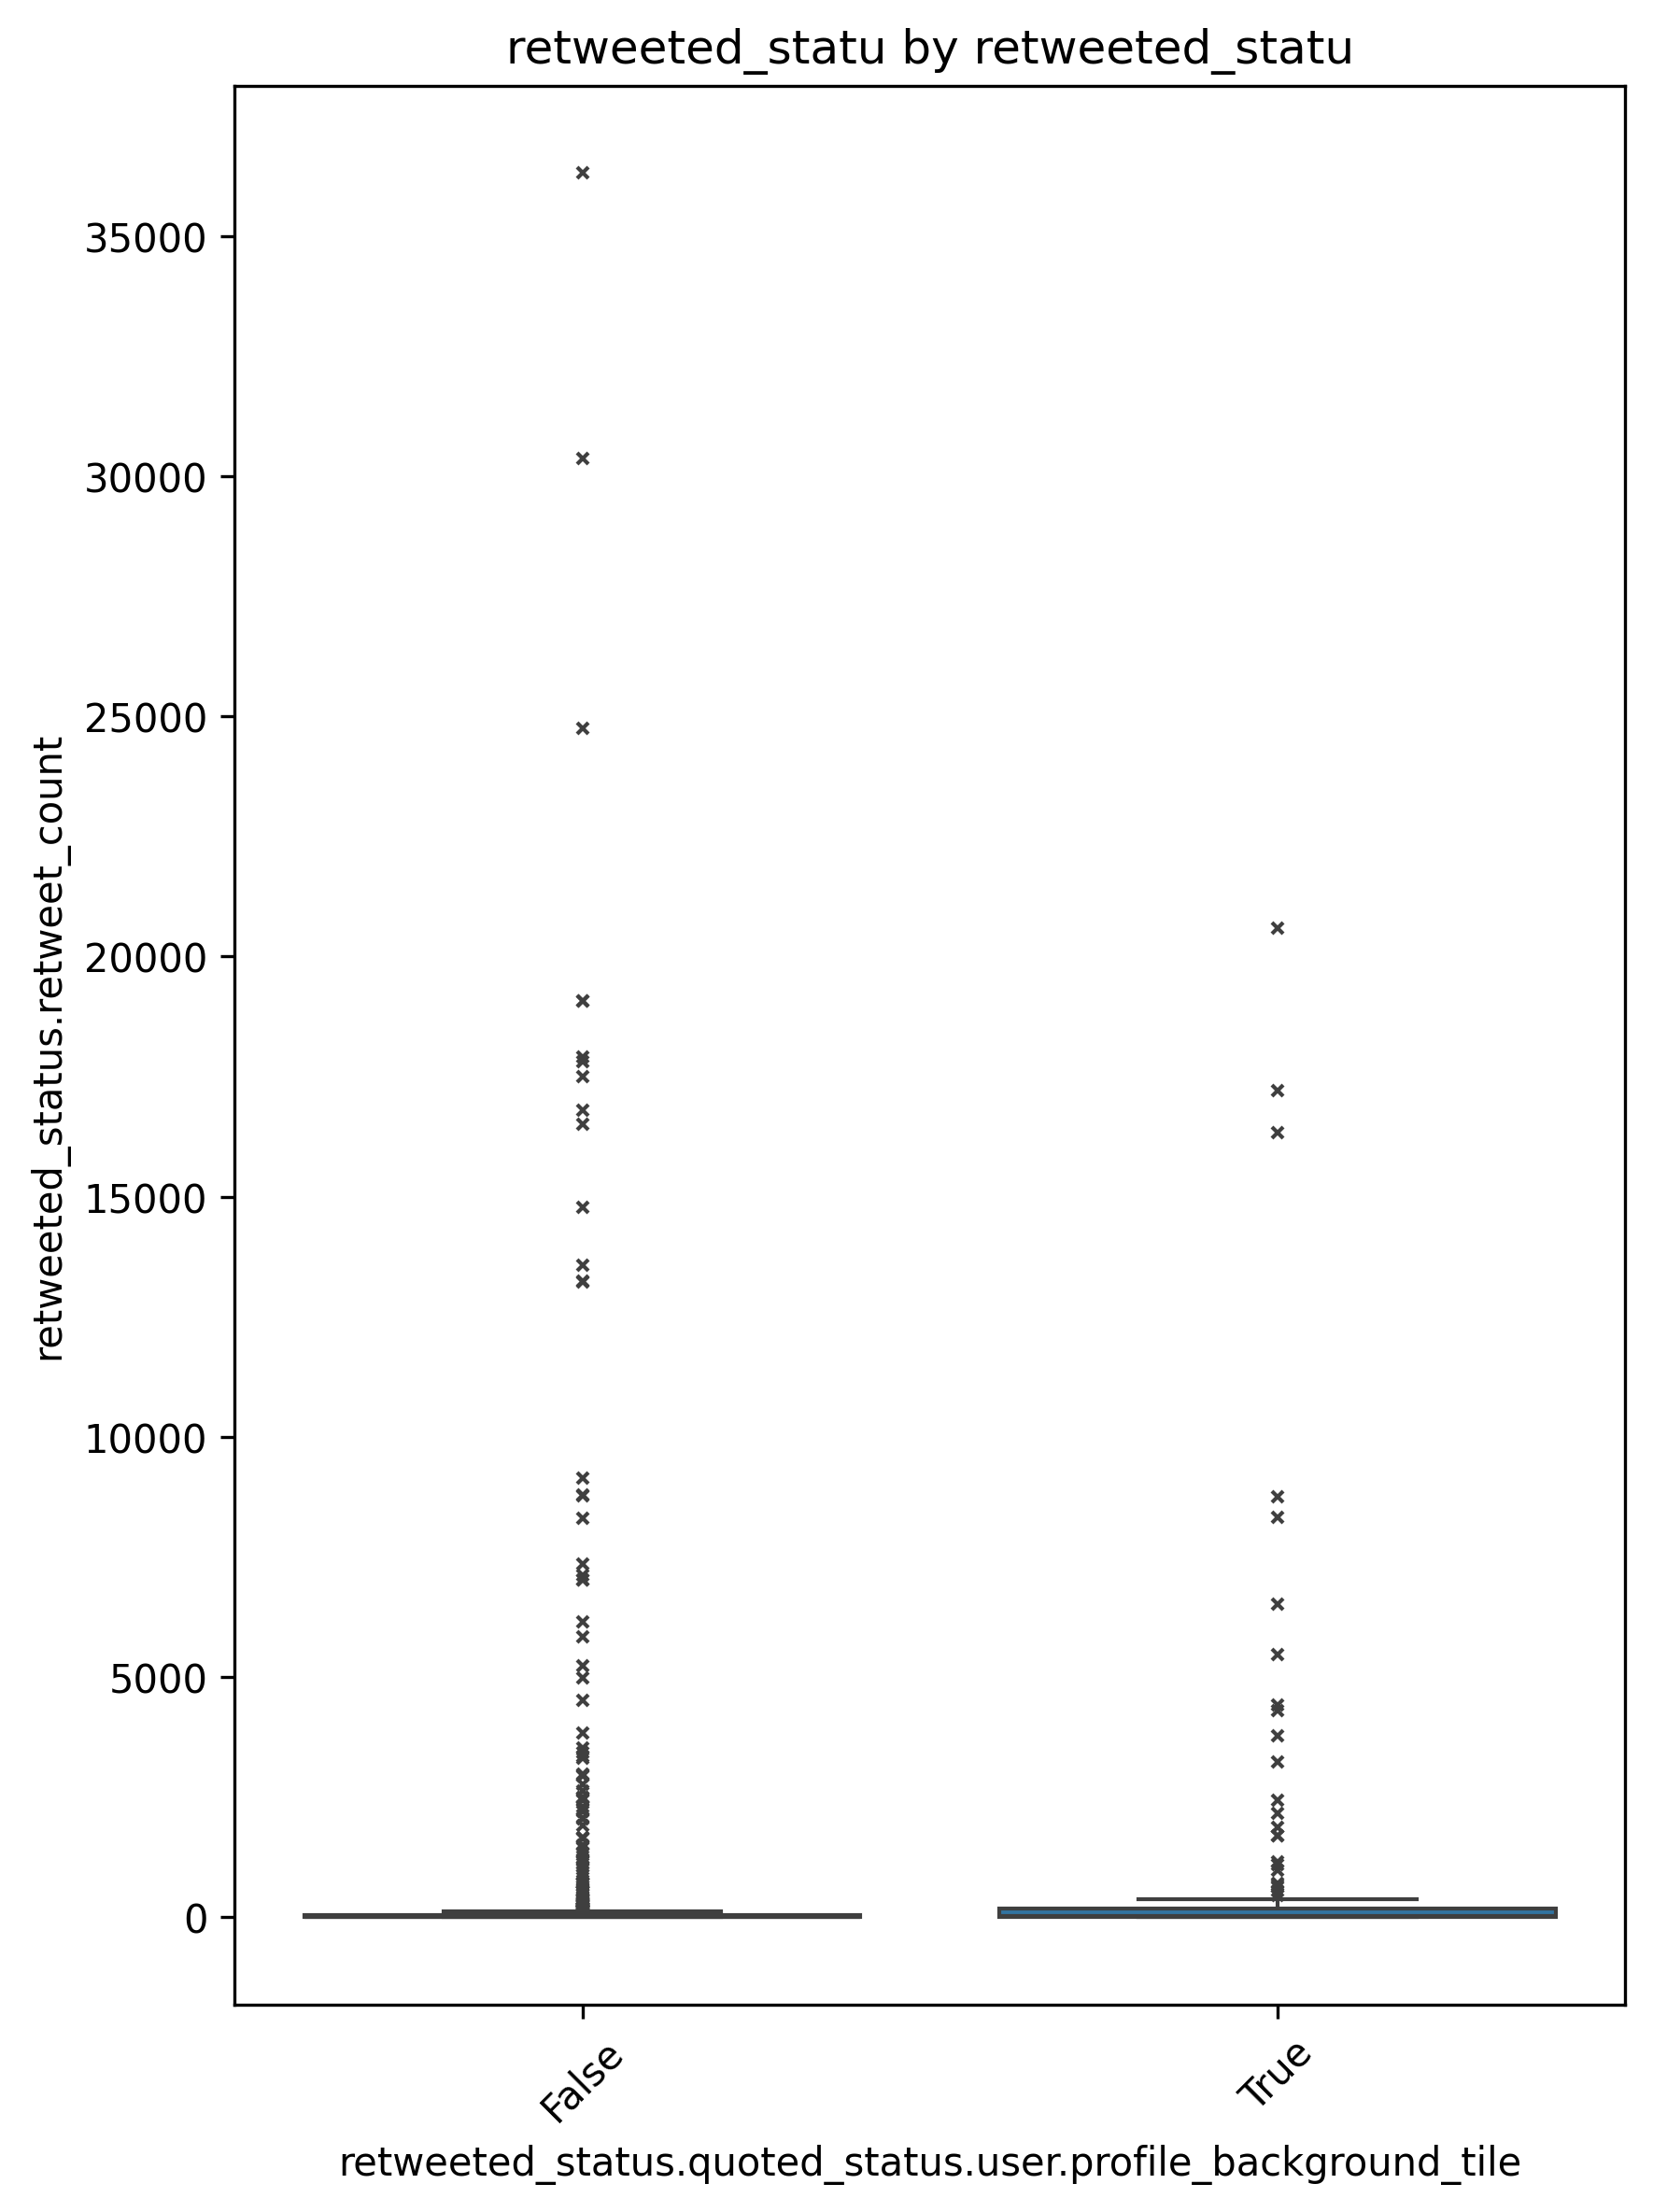 retweeted_statu by retweeted_statu
retweeted_status.retweet_count
35000
30000
25000
20000
15000
10000
5000
0
False
True
retweeted_status.quoted_status.user.profile_background_tile